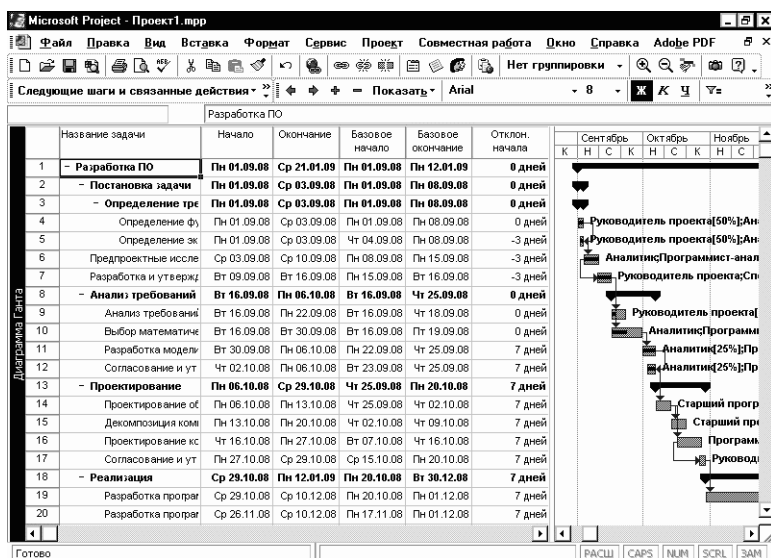 Microsoft Project - Проект1.mpp
Файл Правка Вид Вставка Формат Сервис Проект Совместная работа Окно Справка Adobe PDF
Нет группировки
Следующие шаги и связанные действия Показать Arial 8 Ж К Ч
Разработка ПО
Название задачи Начало Окончание Базовое начало Базовое окончание Отклон. начала Сентябрь Октябрь Ноябрь
К Н С К Н С К Н С
1 - Разработка ПО Пн 01.09.08 Ср 21.01.09 Пн 01.09.08 Пн 12.01.09 0 дней
2 - Постановка задачи Пн 01.09.08 Ср 03.09.08 Пн 01.09.08 Пн 08.09.08 0 дней
3 - Определение тре Пн 01.09.08 Ср 03.09.08 Пн 01.09.08 Пн 08.09.08 0 дней
4 Определение фу Пн 01.09.08 Ср 03.09.08 Пн 01.09.08 Пн 08.09.08 0 дней Руководитель проекта[50%];Ана
5 Определение эк Пн 01.09.08 Ср 03.09.08 Чт 04.09.08 Пн 08.09.08 -3 дней Руководитель проекта[50%];Ана
6 Предпроектные иссле Ср 03.09.08 Ср 10.09.08 Пн 08.09.08 Пн 15.09.08 -3 дней Аналитик;Программист-анал
7 Разработка и утвержд Вт 09.09.08 Вт 16.09.08 Пн 15.09.08 Вт 16.09.08 -3 дней Руководитель проекта;Спе
8 - Анализ требований Вт 16.09.08 Пн 06.10.08 Вт 16.09.08 Чт 25.09.08 0 дней
9 Анализ требовани Вт 16.09.08 Пн 22.09.08 Вт 16.09.08 Чт 18.09.08 0 дней Руководитель проекта[
10 Выбор математиче Вт 16.09.08 Вт 30.09.08 Вт 16.09.08 Пт 19.09.08 0 дней Аналитик;Программи
11 Разработка модели Вт 30.09.08 Пн 06.10.08 Пн 22.09.08 Чт 25.09.08 7 дней Аналитик[25%];Пр
12 Согласование и ут Чт 02.10.08 Пн 06.10.08 Вт 23.09.08 Чт 25.09.08 7 дней Аналитик[25%];Пр
13 - Проектирование Пн 06.10.08 Ср 29.10.08 Чт 25.09.08 Пн 20.10.08 7 дней
14 Проектирование об Пн 06.10.08 Пн 13.10.08 Чт 25.09.08 Чт 02.10.08 7 дней Старший прогр
15 Декомпозиция комп Пн 13.10.08 Пн 20.10.08 Чт 02.10.08 Чт 09.10.08 7 дней Старший про
16 Проектирование кс Чт 16.10.08 Пн 27.10.08 Вт 07.10.08 Чт 16.10.08 7 дней Программ
17 Согласование и ут Пн 27.10.08 Ср 29.10.08 Ср 15.10.08 Пн 20.10.08 7 дней Руковод
18 - Реализация Ср 29.10.08 Пн 12.01.09 Пн 20.10.08 Вт 30.12.08 7 дней
19 Разработка програг Ср 29.10.08 Ср 10.12.08 Пн 20.10.08 Пн 01.12.08 7 дней
20 Разработка програг Ср 26.11.08 Ср 10.12.08 Пн 17.11.08 Пн 01.12.08 7 дней
Диаграмма Ганта
Готово РАСШ CAPS NUM SCRL ЗАМ